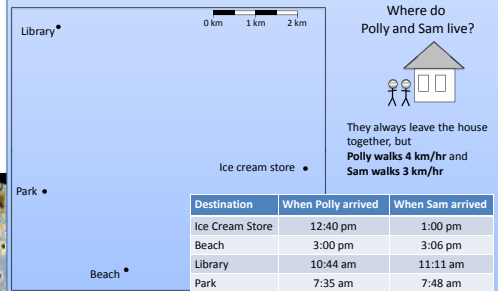 Where do
Polly and Sam live?
0 km 1 km 2 km
Library
They always leave the house
together, but
Polly walks 4 km/hr and
Sam walks 3 km/hr
Ice cream store
Park
Beach
Destination When Polly arrived When Sam arrived
Ice Cream Store 12:40 pm 1:00 pm
Beach 3:00 pm 3:06 pm
Library 10:44 am 11:11 am
Park 7:35 am 7:48 am